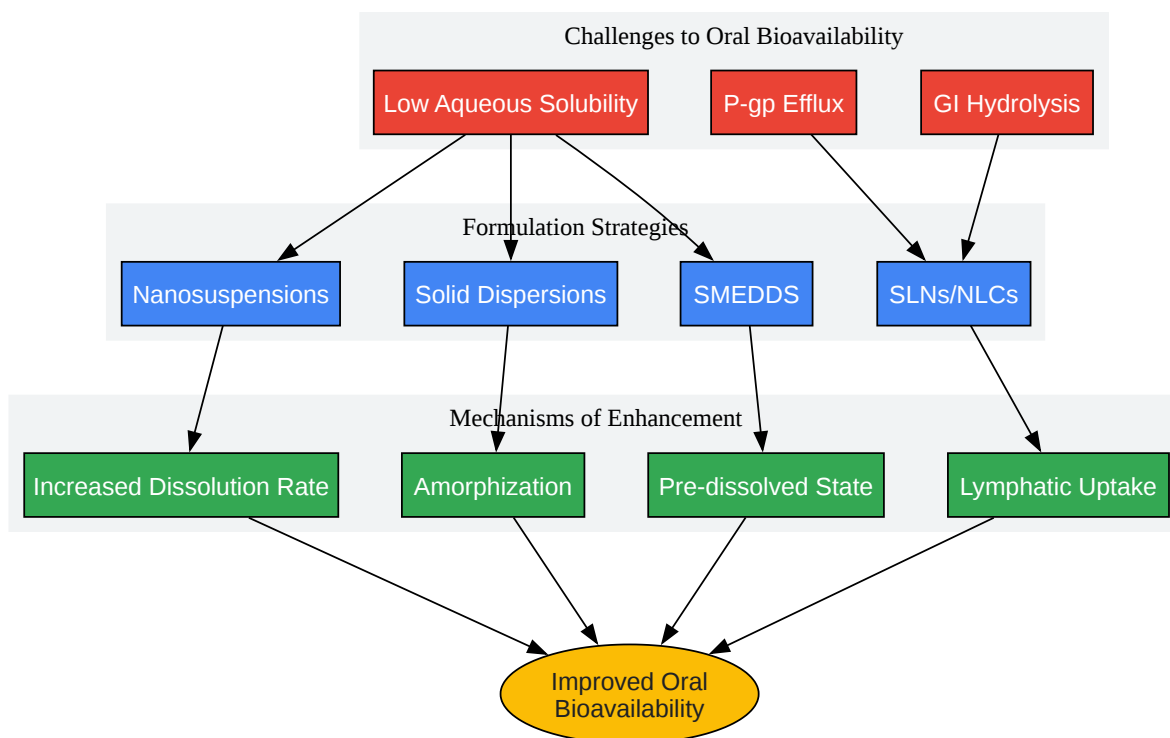 Challenges to Oral Bioavailability
Low Aqueous Solubility
P-gp Efflux
GI Hydrolysis
Formulation Strategies
Nanosuspensions
Solid Dispersions
SMEDDS
SLNs/NLCs
Mechanisms of Enhancement
Increased Dissolution Rate
Amorphization
Pre-dissolved State
Lymphatic Uptake
Improved Oral
Bioavailability